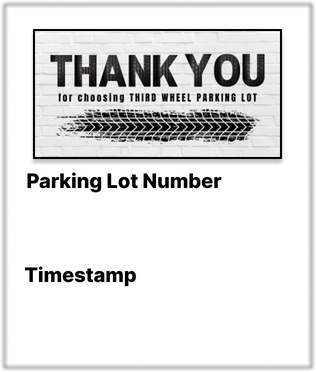 THANK YOU
for choosing THIRD WHEEL PARKING LOT
Parking Lot Number
Timestamp